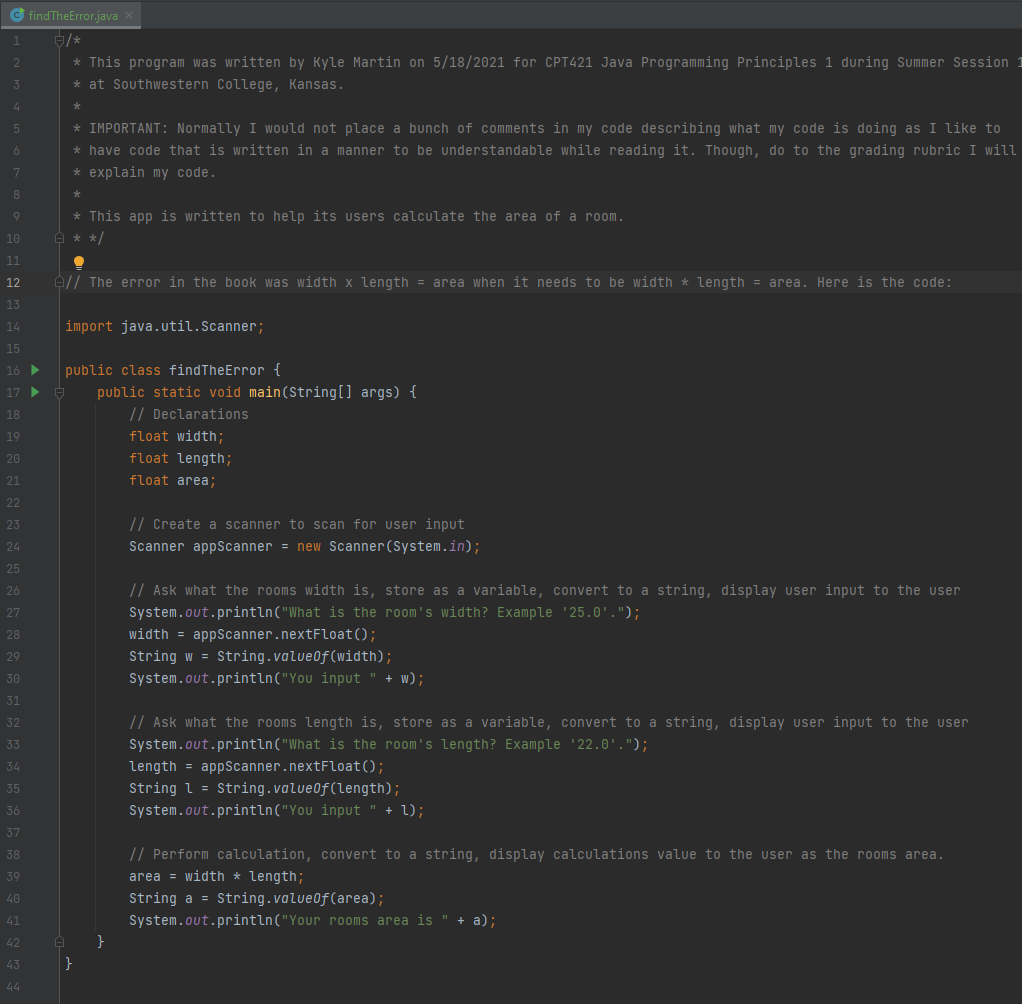 findTheError.java
1 /*
2 * This program was written by Kyle Martin on 5/18/2021 for CPT421 Java Programming Principles 1 during Summer Session 1
3 * at Southwestern College, Kansas.
4 *
5 * IMPORTANT: Normally I would not place a bunch of comments in my code describing what my code is doing as I like to
6 * have code that is written in a manner to be understandable while reading it. Though, do to the grading rubric I will
7 * explain my code.
8 *
9 * This app is written to help its users calculate the area of a room.
10 * */
11
12 // The error in the book was width x length = area when it needs to be width * length = area. Here is the code:
13
14 import java.util.Scanner;
15
16 public class findTheError {
17 public static void main(String[] args) {
18 // Declarations
19 float width;
20 float length;
21 float area;
22
23 // Create a scanner to scan for user input
24 Scanner appScanner = new Scanner(System.in);
25
26 // Ask what the rooms width is, store as a variable, convert to a string, display user input to the user
27 System.out.println("What is the room's width? Example '25.0'.");
28 width = appScanner.nextFloat();
29 String w = String.valueOf(width);
30 System.out.println("You input " + w);
31
32 // Ask what the rooms length is, store as a variable, convert to a string, display user input to the user
33 System.out.println("What is the room's length? Example '22.0'.");
34 length = appScanner.nextFloat();
35 String l = String.valueOf(length);
36 System.out.println("You input " + l);
37
38 // Perform calculation, convert to a string, display calculations value to the user as the rooms area.
39 area = width * length;
40 String a = String.valueOf(area);
41 System.out.println("Your rooms area is " + a);
42 }
43 }
44